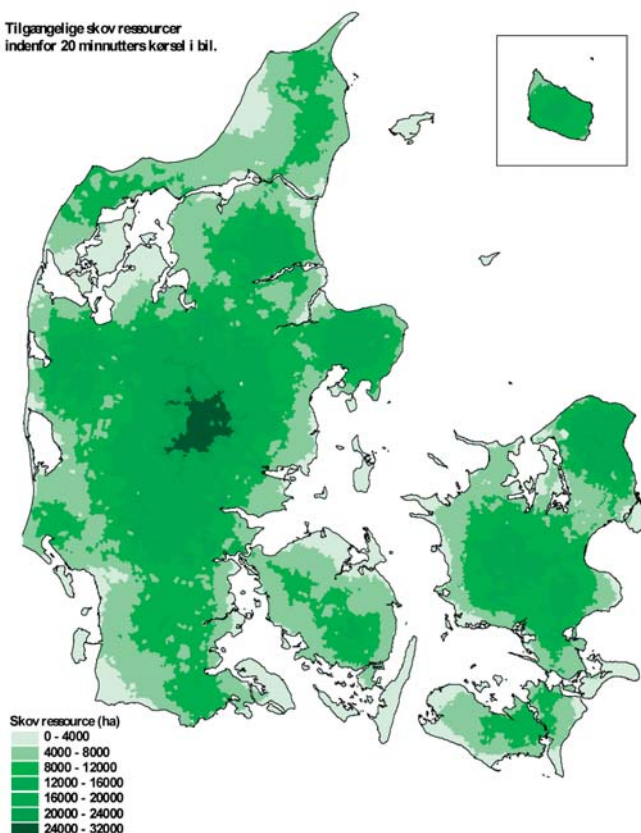 Tilgængelige skov ressourcer
indenfor 20 minnutters kørsel i bil.
Skov ressource (ha)
0 - 4000
4000 - 8000
8000 - 12000
12000 - 16000
16000 - 20000
20000 - 24000
24000 - 32000